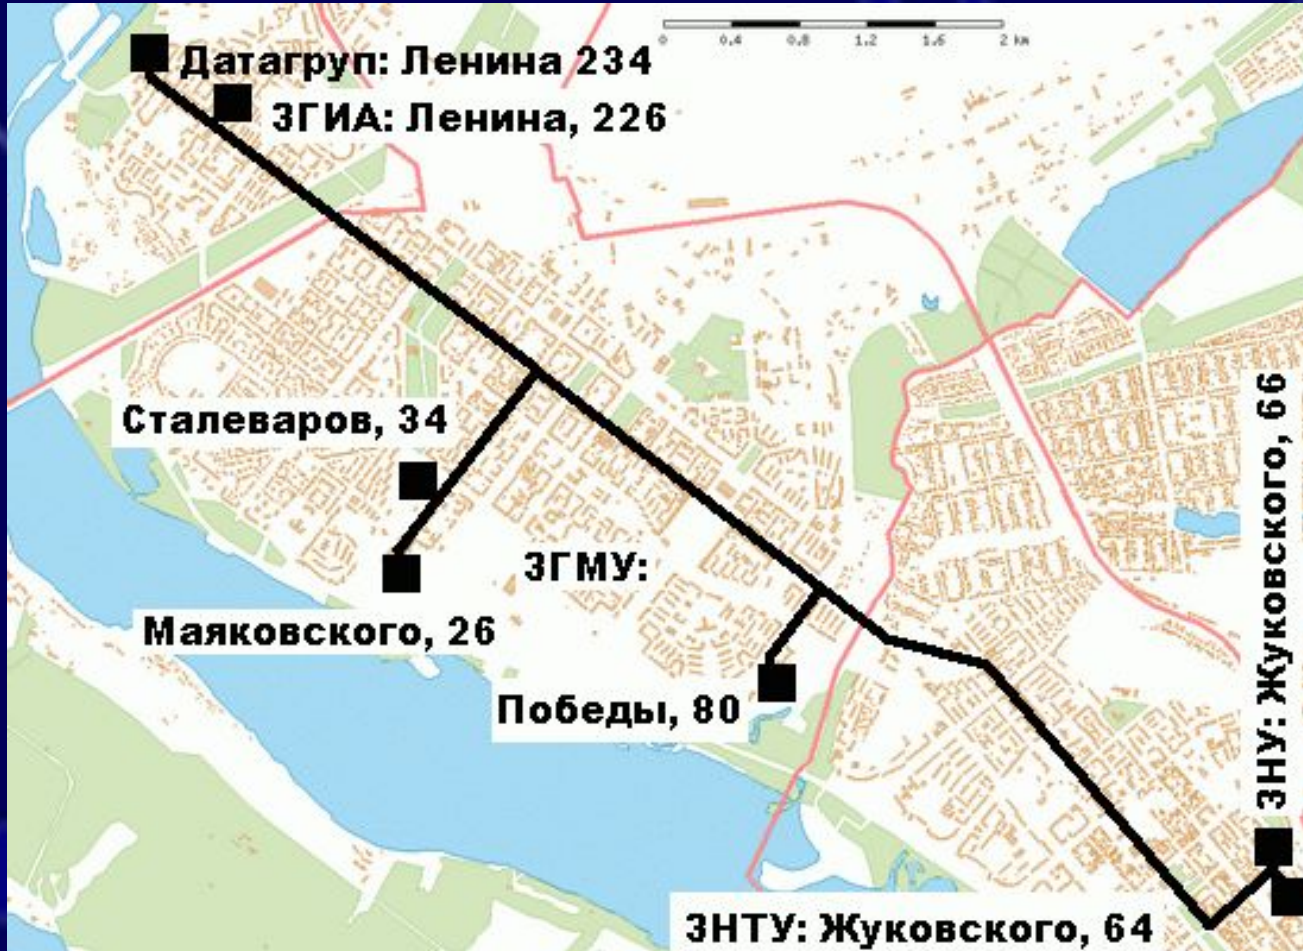 0 0.4 0.8 1.2 1.6 2 km
Датагруп: Ленина 234
ЗГИА: Ленина, 226
Сталеваров, 34
ЗГМУ:
Маяковского, 26
Победы, 80
ЗНУ: Жуковского, 66
ЗНТУ: Жуковского, 64